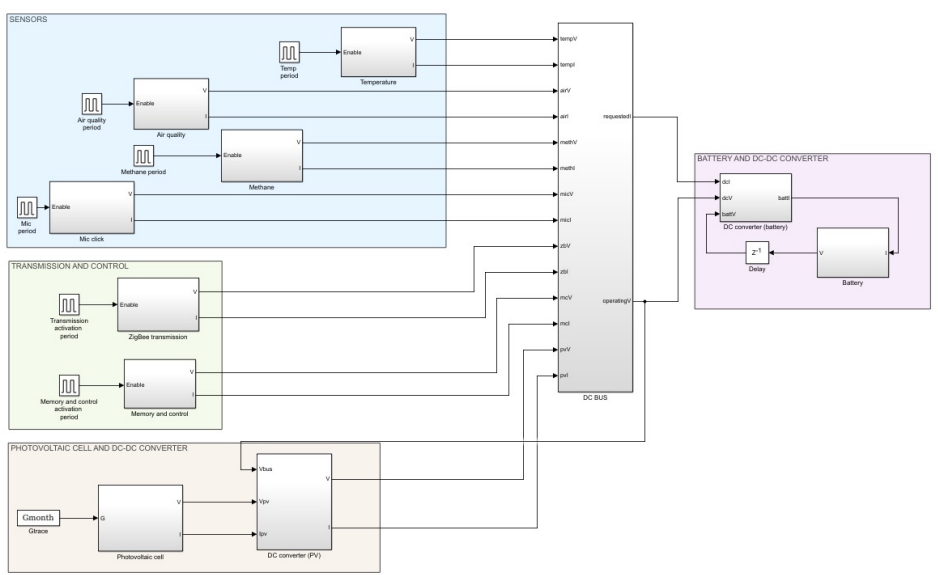 SENSORS
Temp
period
Enable
V
I
Temperature
Air quality
period
Enable
V
I
Air quality
Methane period
Enable
V
I
Methane
Mic
period
Enable
V
I
Mic click
TRANSMISSION AND CONTROL
Transmission
activation
period
Enable
V
I
ZigBee transmission
Memory and control
activation
period
Enable
V
I
Memory and control
PHOTOVOLTAIC CELL AND DC-DC CONVERTER
Gmonth
Gtrace
G
V
I
Photovoltaic cell
Vbus
Vpv
Ipv
V
I
DC converter (PV)
tempV
tempI
airV
airI
methV
methI
micV
micI
zbV
zbI
mcV
mcI
pvV
pvI
requestedI
operatingV
DC BUS
BATTERY AND DC-DC CONVERTER
dcI
dcV
battV
battI
DC converter (battery)
Z-1
Delay
V
I
Battery